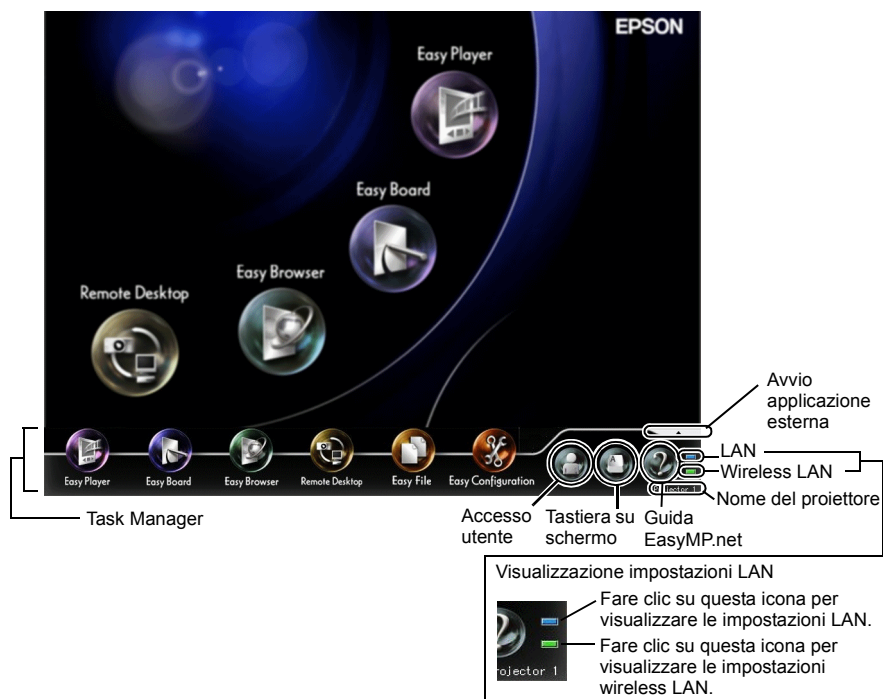 EPSON
Easy Player
Easy Board
Easy Browser
Remote Desktop
Easy Player
Easy Board
Easy Browser
Remote Desktop
Easy File
Easy Configuration
Avvio
applicazione
esterna
LAN
Wireless LAN
Nome del proiettore
Task Manager
Accesso
utente
Tastiera su
schermo
Guida
EasyMP.net
Visualizzazione impostazioni LAN
Fare clic su questa icona per
visualizzare le impostazioni LAN.
Fare clic su questa icona per
visualizzare le impostazioni
wireless LAN.
rojector 1